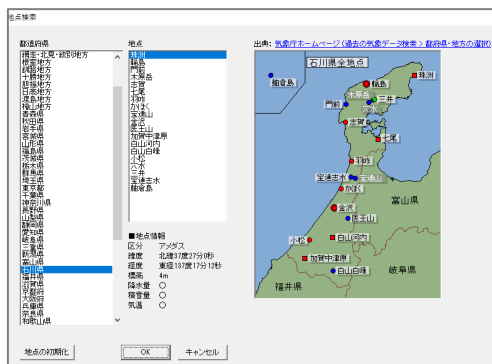 地点検索
都道府県
網走・北見・紋別地方
根室地方
釧路地方
十勝地方
胆振地方
日高地方
渡島地方
檜山地方
青森県
秋田県
岩手県
宮城県
山形県
福島県
茨城県
栃木県
群馬県
埼玉県
東京都
千葉県
神奈川県
長野県
山梨県
静岡県
愛知県
岐阜県
三重県
新潟県
富山県
石川県
福井県
滋賀県
京都府
大阪府
兵庫県
奈良県
和歌山県
地点
珠洲
輪島
門前
木原岳
志賀
七尾
羽咋
かほく
宝達山
金沢
医王山
加賀中津原
白山河内
白山白峰
小松
穴水
三井
宝達志水
舳倉島
■地点情報
区分 アメダス
緯度 北緯37度27分0秒
経度 東経137度17分12秒
標高 4m
降水量 ○
積雪量 ○
気温 ○
出典: 気象庁ホームページ(過去の気象データ検索 > 都府県・地方の選択)
石川県全地点
舳倉島
珠洲
輪島
木原岳
三井
門前
穴水
志賀
七尾
羽咋
宝達志水
宝達山
かほく
金沢
富山県
医王山
小松
白山河内
加賀中津原
白山白峰
岐阜県
福井県
地点の初期化
OK
キャンセル